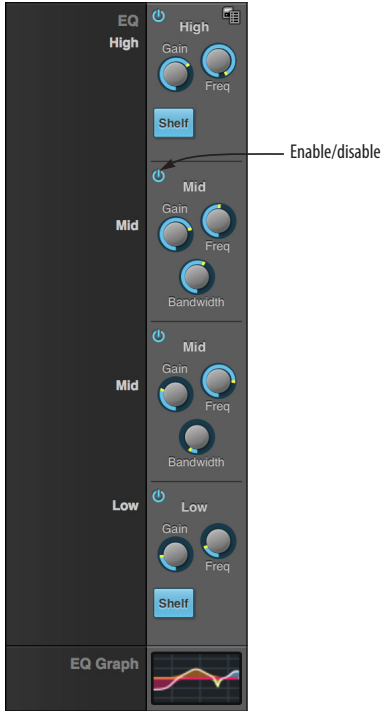 EQ
High
High
Gain
Freq
Shelf
Enable/disable
Mid
Mid
Gain
Freq
Bandwidth
Mid
Mid
Gain
Freq
Bandwidth
Low
Low
Gain
Freq
Shelf
EQ Graph